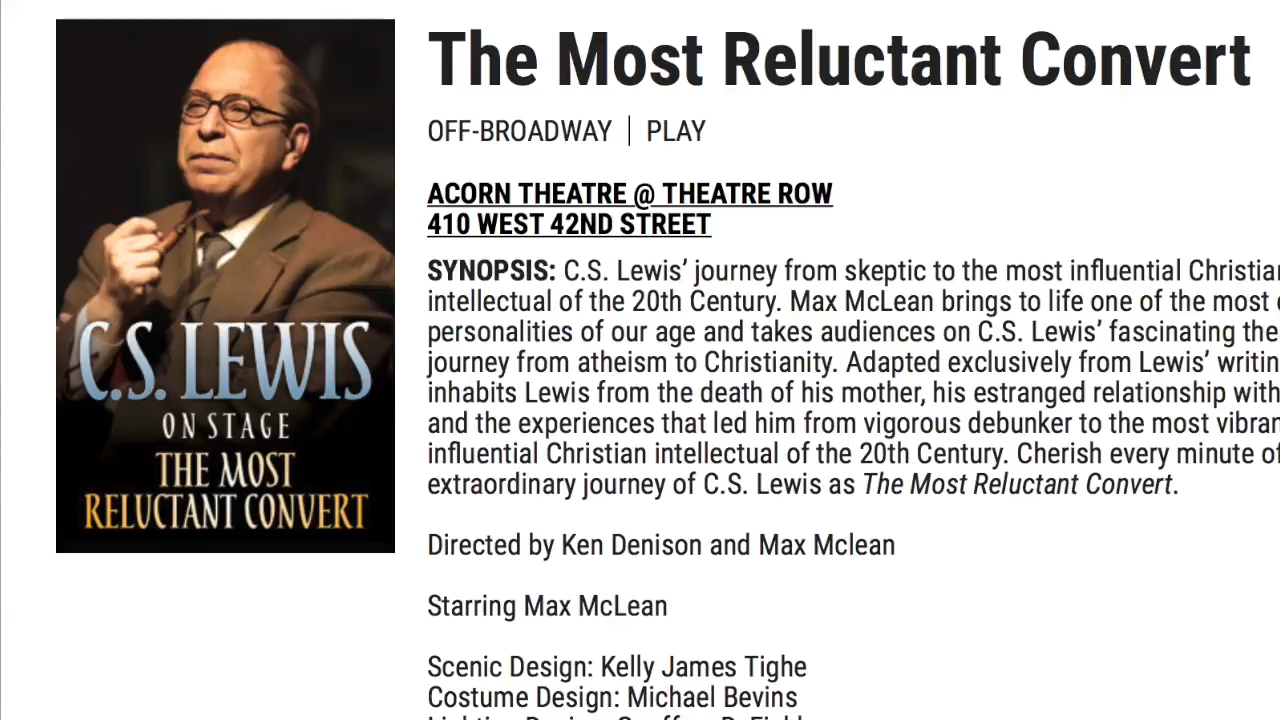 The Most Reluctant Convert
OFF-BROADWAY | PLAY
ACORN THEATRE @ THEATRE ROW
410 WEST 42ND STREET
SYNOPSIS: C.S. Lewis’ journey from skeptic to the most influential Christian
intellectual of the 20th Century. Max McLean brings to life one of the most
personalities of our age and takes audiences on C.S. Lewis’ fascinating
journey from atheism to Christianity. Adapted exclusively from Lewis’
inhabits Lewis from the death of his mother, his estranged relationship with
and the experiences that led him from vigorous debunker to the most
influential Christian intellectual of the 20th Century. Cherish every minute of
extraordinary journey of C.S. Lewis as The Most Reluctant Convert.
Directed by Ken Denison and Max Mclean
Starring Max McLean
Scenic Design: Kelly James Tighe
Costume Design: Michael Bevins
C.S. LEWIS
ON STAGE
THE MOST
RELUCTANT CONVERT